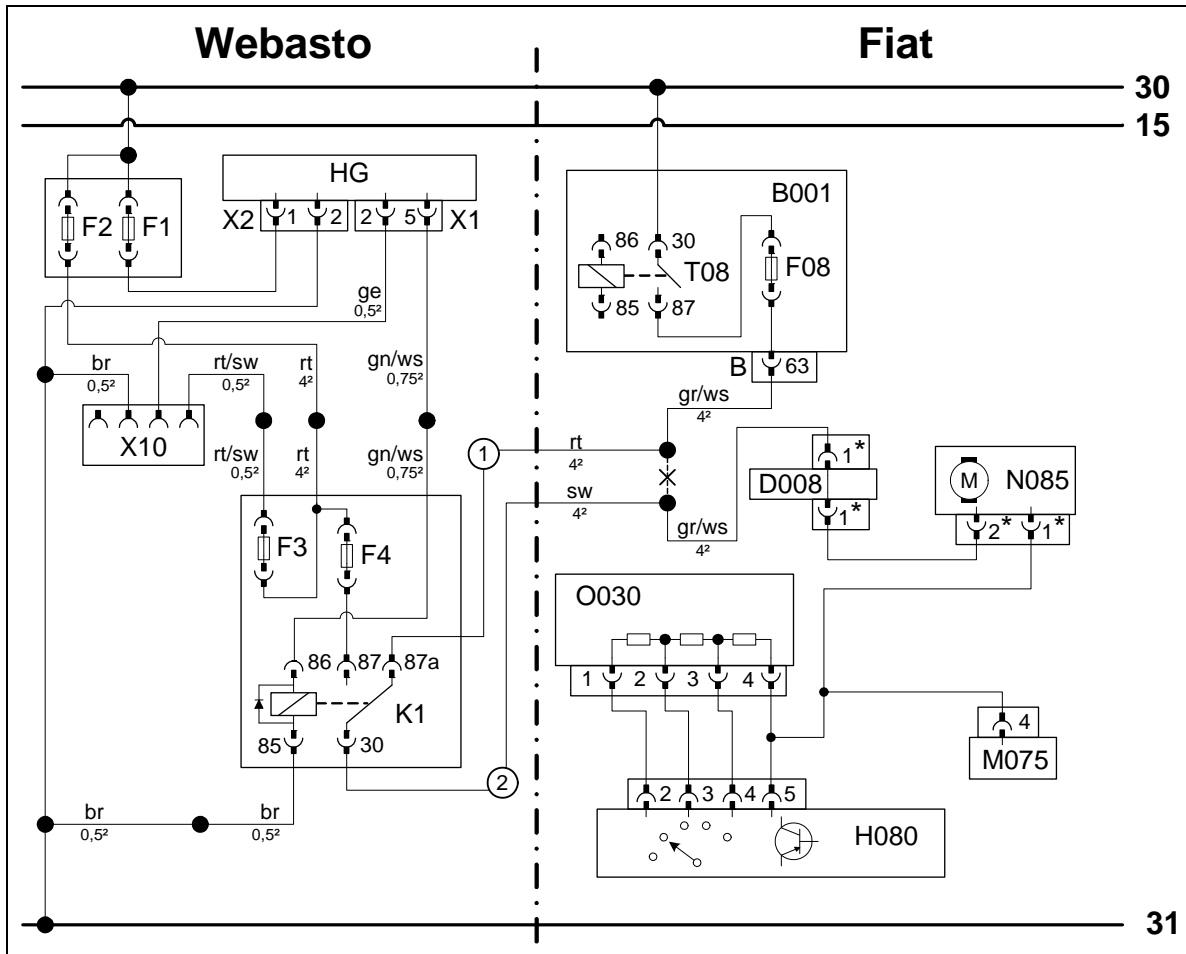 Webasto
Fiat
30
15
HG
X2 1 2 2 5 X1
F2 F1
B001
86 30
T08
F08
85 87
B 63
ge
0,5²
br
0,5²
rt/sw
0,5²
rt
4²
gn/ws
0,75²
X10
gr/ws
4²
rt/sw
0,5²
rt
4²
gn/ws
0,75²
1
rt
4²
sw
4²
gr/ws
4²
1*
D008
1*
M
N085
2* 1*
F3
F4
86 87 87a
K1
85 30
2
O030
1 2 3 4
4
M075
2 3 4 5
H080
br
0,5²
br
0,5²
31